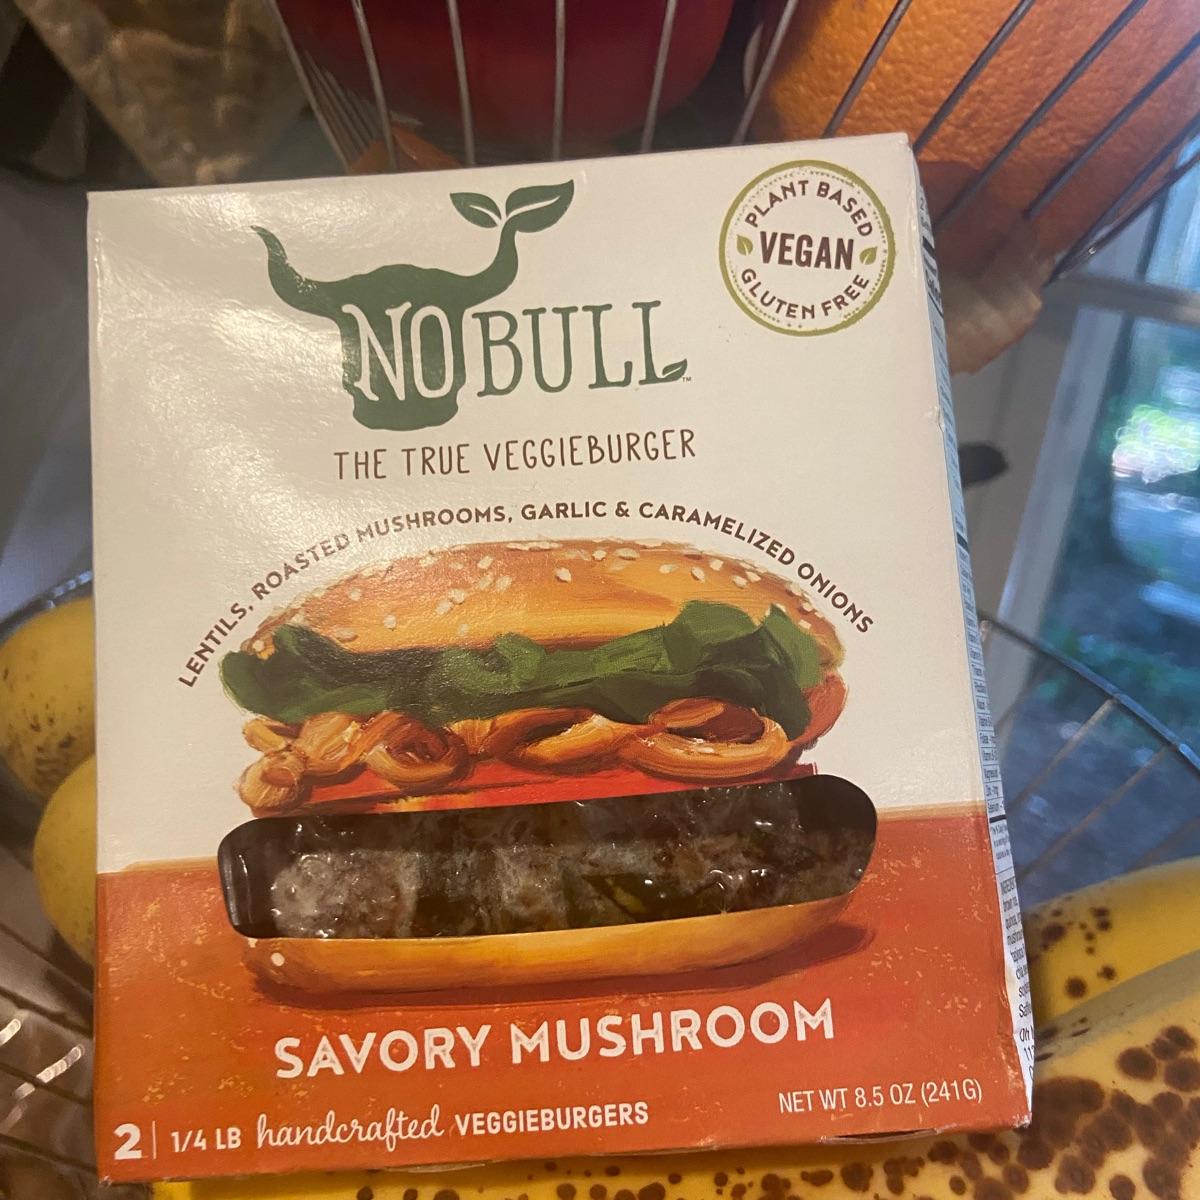 PLANT BASED
VEGAN
GLUTEN FREE
NOBULL™
THE TRUE VEGGIEBURGER
LENTILS, ROASTED MUSHROOMS, GARLIC & CARAMELIZED ONIONS
SAVORY MUSHROOM
2 | 1/4 LB handcrafted VEGGIEBURGERS
NET WT 8.5 OZ (241G)